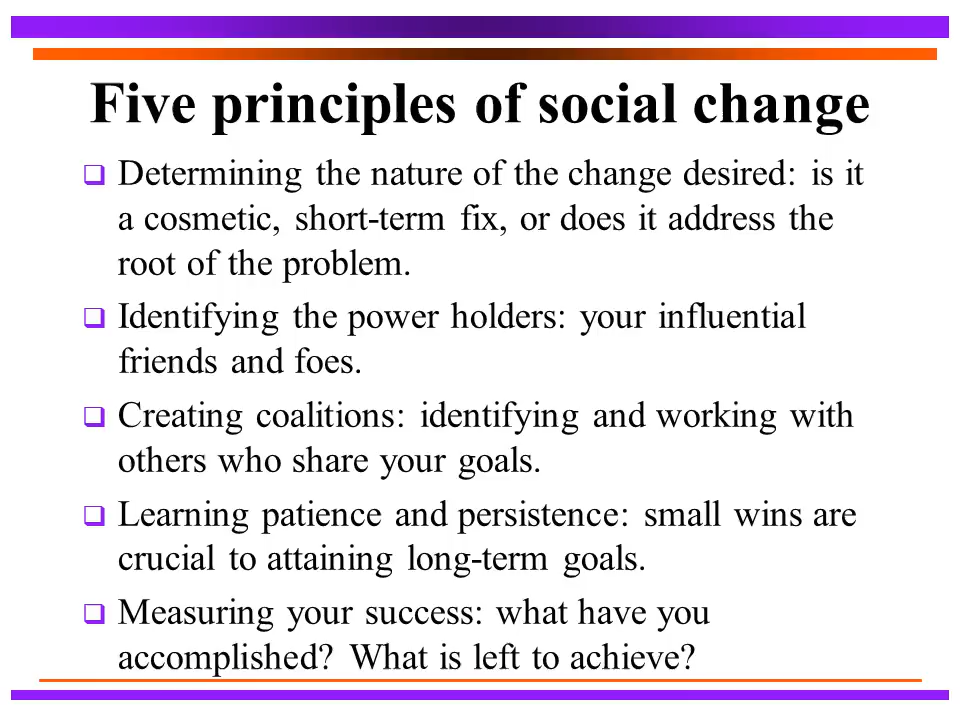 Five principles of social change
Determining the nature of the change desired: is it
a cosmetic, short-term fix, or does it address the
root of the problem.
Identifying the power holders: your influential
friends and foes.
Creating coalitions: identifying and working with
others who share your goals.
Learning patience and persistence: small wins are
crucial to attaining long-term goals.
Measuring your success: what have you
accomplished? What is left to achieve?